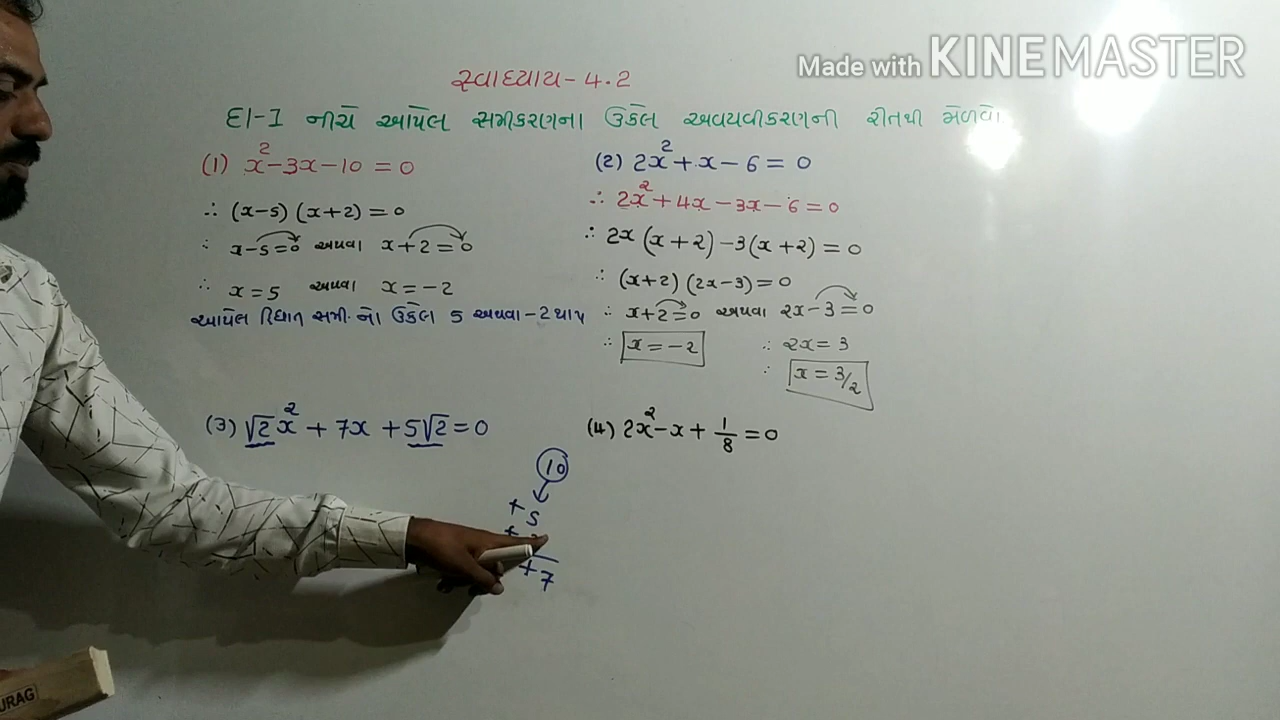 Made with KINEMASTER
સ્વાધ્યાય - 4.2
દા-1 નીચે આપેલ સમીકરણના ઉકેલ અવયવીકરણની રીતથી મેળવો
(1) x² - 3x - 10 = 0
∴ (x-5) (x+2) = 0
∴ x-5=0 અથવા x+2=0
∴ x=5 અથવા x=-2
આપેલ દ્વિઘાત સમી. નો ઉકેલ 5 અથવા -2 થાય
(2) 2x² + x - 6 = 0
∴ 2x² + 4x - 3x - 6 = 0
∴ 2x (x+2) - 3(x+2) = 0
∴ (x+2) (2x-3) = 0
∴ x+2=0 અથવા 2x-3=0
∴ x=-2 ∴ 2x=3
∴ x=3/2
(3) √2x² + 7x + 5√2 = 0
10
+5
+
+7
(4) 2x² - x + 1/8 = 0
URAG